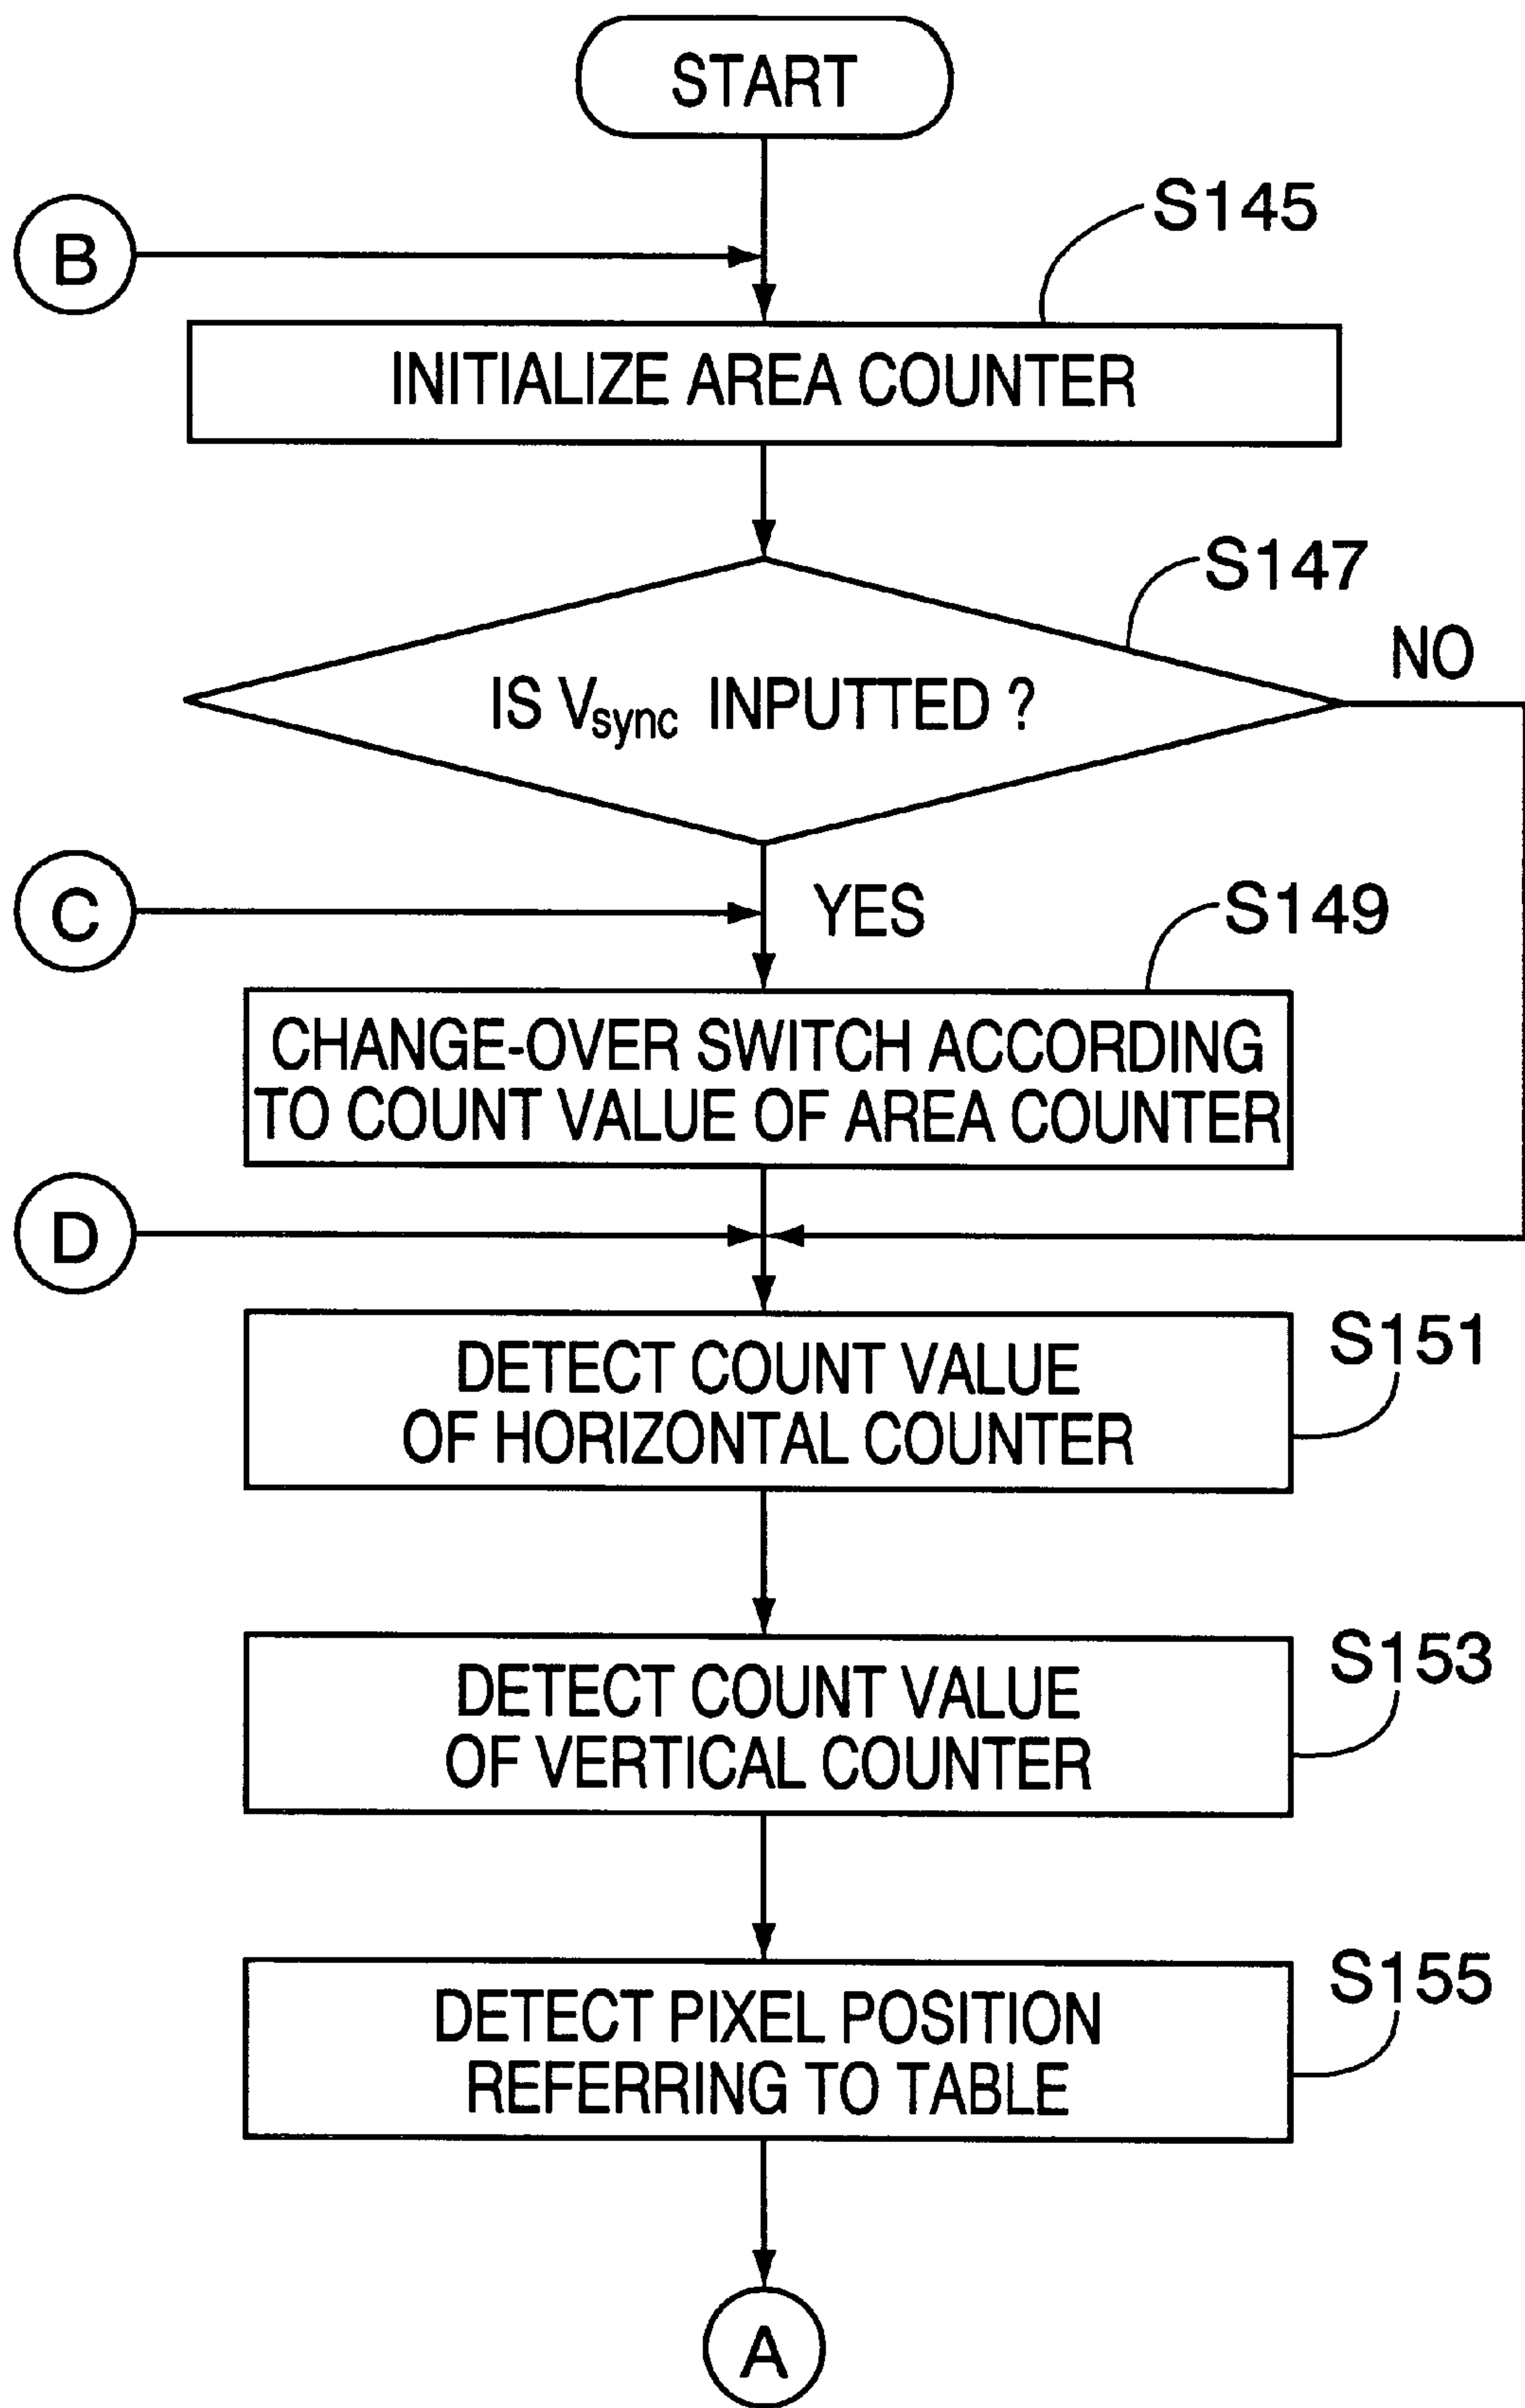 START
B
S145
INITIALIZE AREA COUNTER
S147
NO
IS Vsync INPUTTED ?
C
YES
S149
CHANGE-OVER SWITCH ACCORDING
TO COUNT VALUE OF AREA COUNTER
D
S151
DETECT COUNT VALUE
OF HORIZONTAL COUNTER
S153
DETECT COUNT VALUE
OF VERTICAL COUNTER
S155
DETECT PIXEL POSITION
REFERRING TO TABLE
A